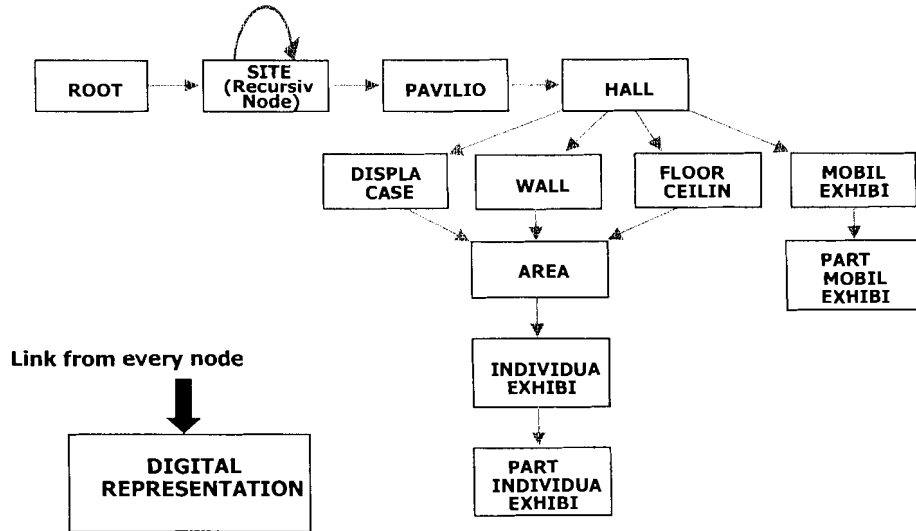 ROOT
SITE
(Recursiv
Node)
PAVILIO
HALL
DISPLA
CASE
WALL
FLOOR
CEILIN
MOBIL
EXHIBI
AREA
PART
MOBIL
EXHIBI
INDIVIDUA
EXHIBI
PART
INDIVIDUA
EXHIBI
Link from every node
DIGITAL
REPRESENTATION